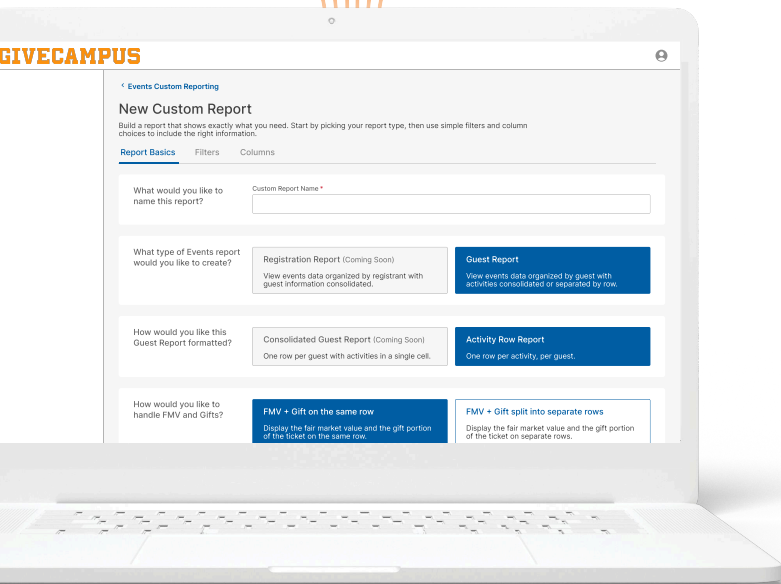 GIVECAMPUS
Events Custom Reporting
New Custom Report
Build a report that shows exactly what you need. Start by picking your report type, then use simple filters and column
choices to include the right information.
Report Basics Filters Columns
What would you like to
name this report?
Custom Report Name *
What type of Events report
would you like to create?
Registration Report (Coming Soon)
View events data organized by registrant with
guest information consolidated.
Guest Report
View events data organized by guest with
activities consolidated or separated by row.
How would you like this
Guest Report formatted?
Consolidated Guest Report (Coming Soon)
One row per guest with activities in a single cell.
Activity Row Report
One row per activity, per guest.
How would you like to
handle FMV and Gifts?
FMV + Gift on the same row
Display the fair market value and the gift portion
of the ticket on the same row.
FMV + Gift split into separate rows
Display the fair market value and the gift portion
of the ticket on separate rows.